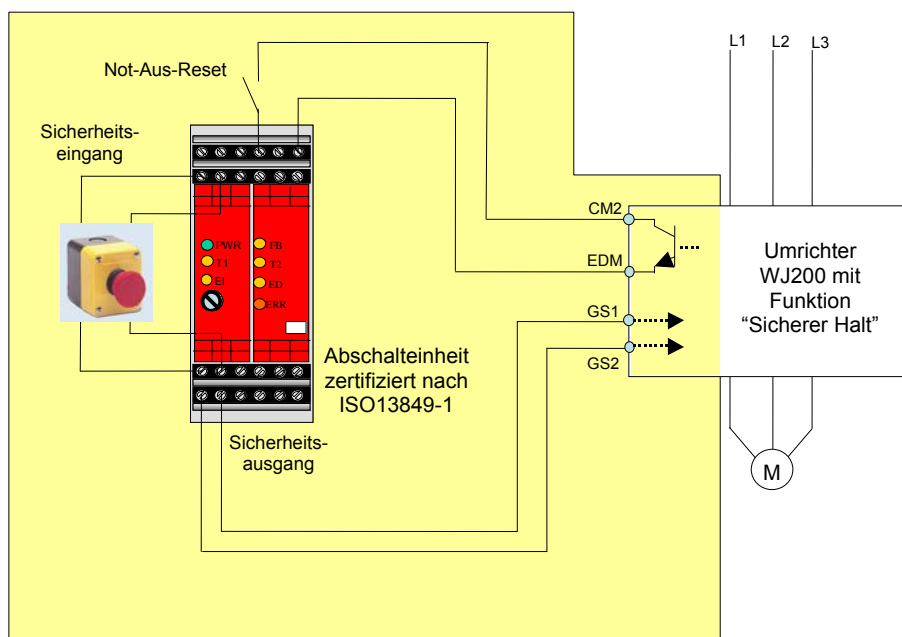 L1 L2 L3
Not-Aus-Reset
Sicherheits-
eingang
CM2
EDM
GS1
GS2
Umrichter
WJ200 mit
Funktion
“Sicherer Halt”
PWR FB
T1 T2
EI ED
ERR
Abschalteinheit
zertifiziert nach
ISO13849-1
Sicherheits-
ausgang
M